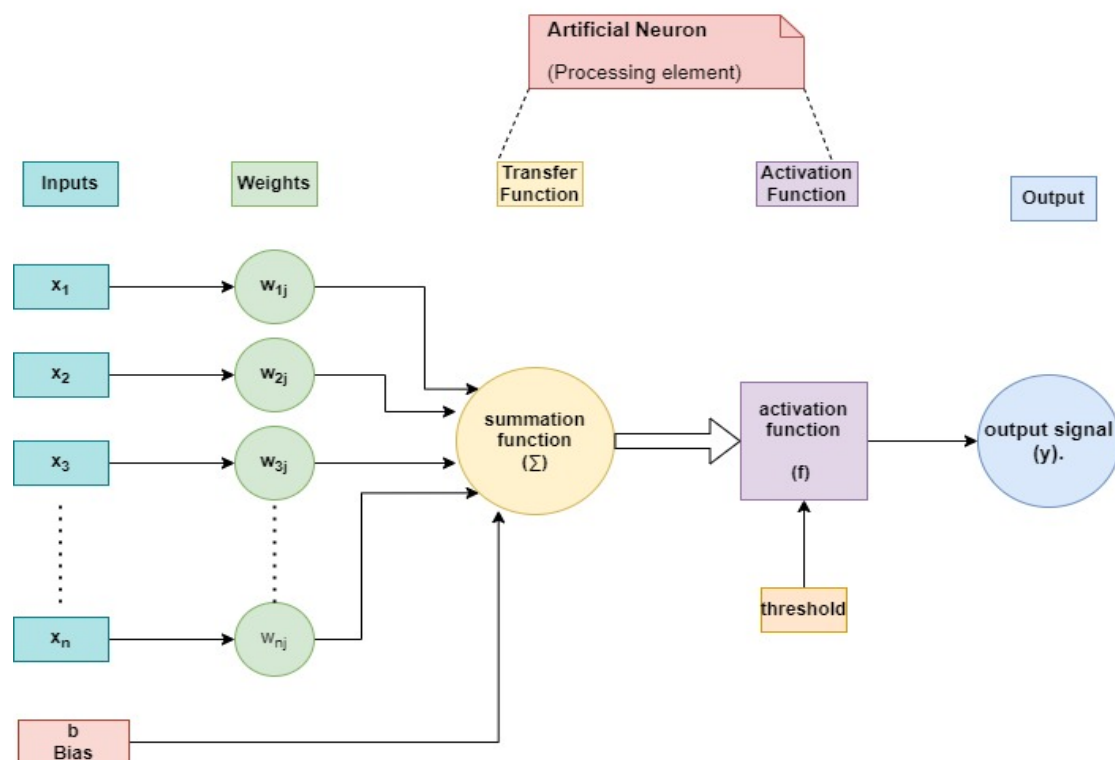 Artificial Neuron
(Processing element)
Inputs
Weights
Transfer
Function
Activation
Function
Output
x1
w1j
x2
w2j
x3
w3j
summation
function
(∑)
activation
function
(f)
output signal
(y).
threshold
xn
wnj
b
Bias